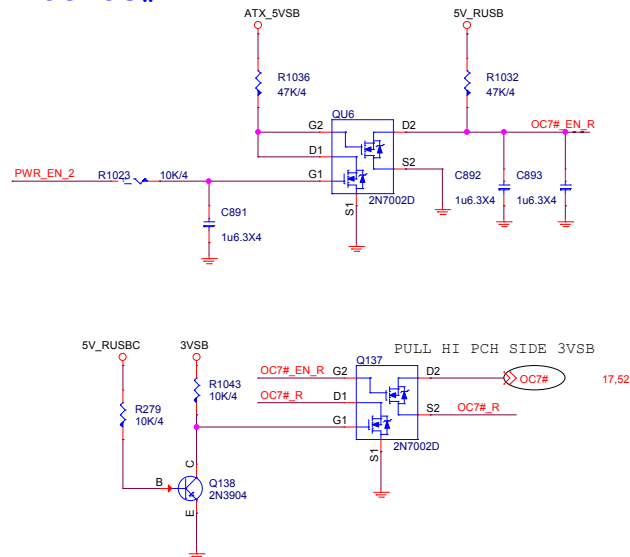 ATX_5VSB
5V_RUSB
R1036
47K/4
R1032
47K/4
QU6
G2
D2
OC7#_EN_R
D1
S2
PWR_EN_2
R1023
10K/4
G1
C891
1u6.3X4
S1
2N7002D
C892
1u6.3X4
C893
1u6.3X4
5V_RUSBC
3VSB
R1043
10K/4
R279
10K/4
Q137
PULL HI PCH SIDE 3VSB
OC7#_EN_R
G2
D2
OC7#
17,52
OC7#_R
D1
S2
OC7#_R
G1
S1
2N7002D
C
B
E
Q138
2N3904